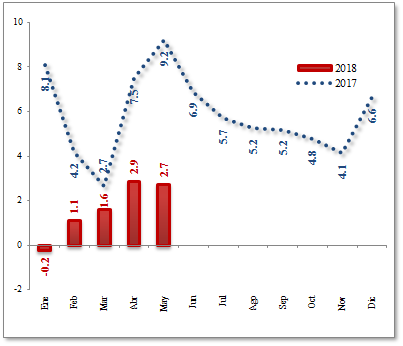 10
8
6
4
2
0
-2
2018
2017
8.1
4.2
2.7
7.5
9.2
6.9
5.7
5.2
5.2
4.8
4.1
6.6
-0.2
1.1
1.6
2.9
2.7
Ene
Feb
Mar
Abr
May
Jun
Jul
Ago
Sep
Oct
Nov
Dic